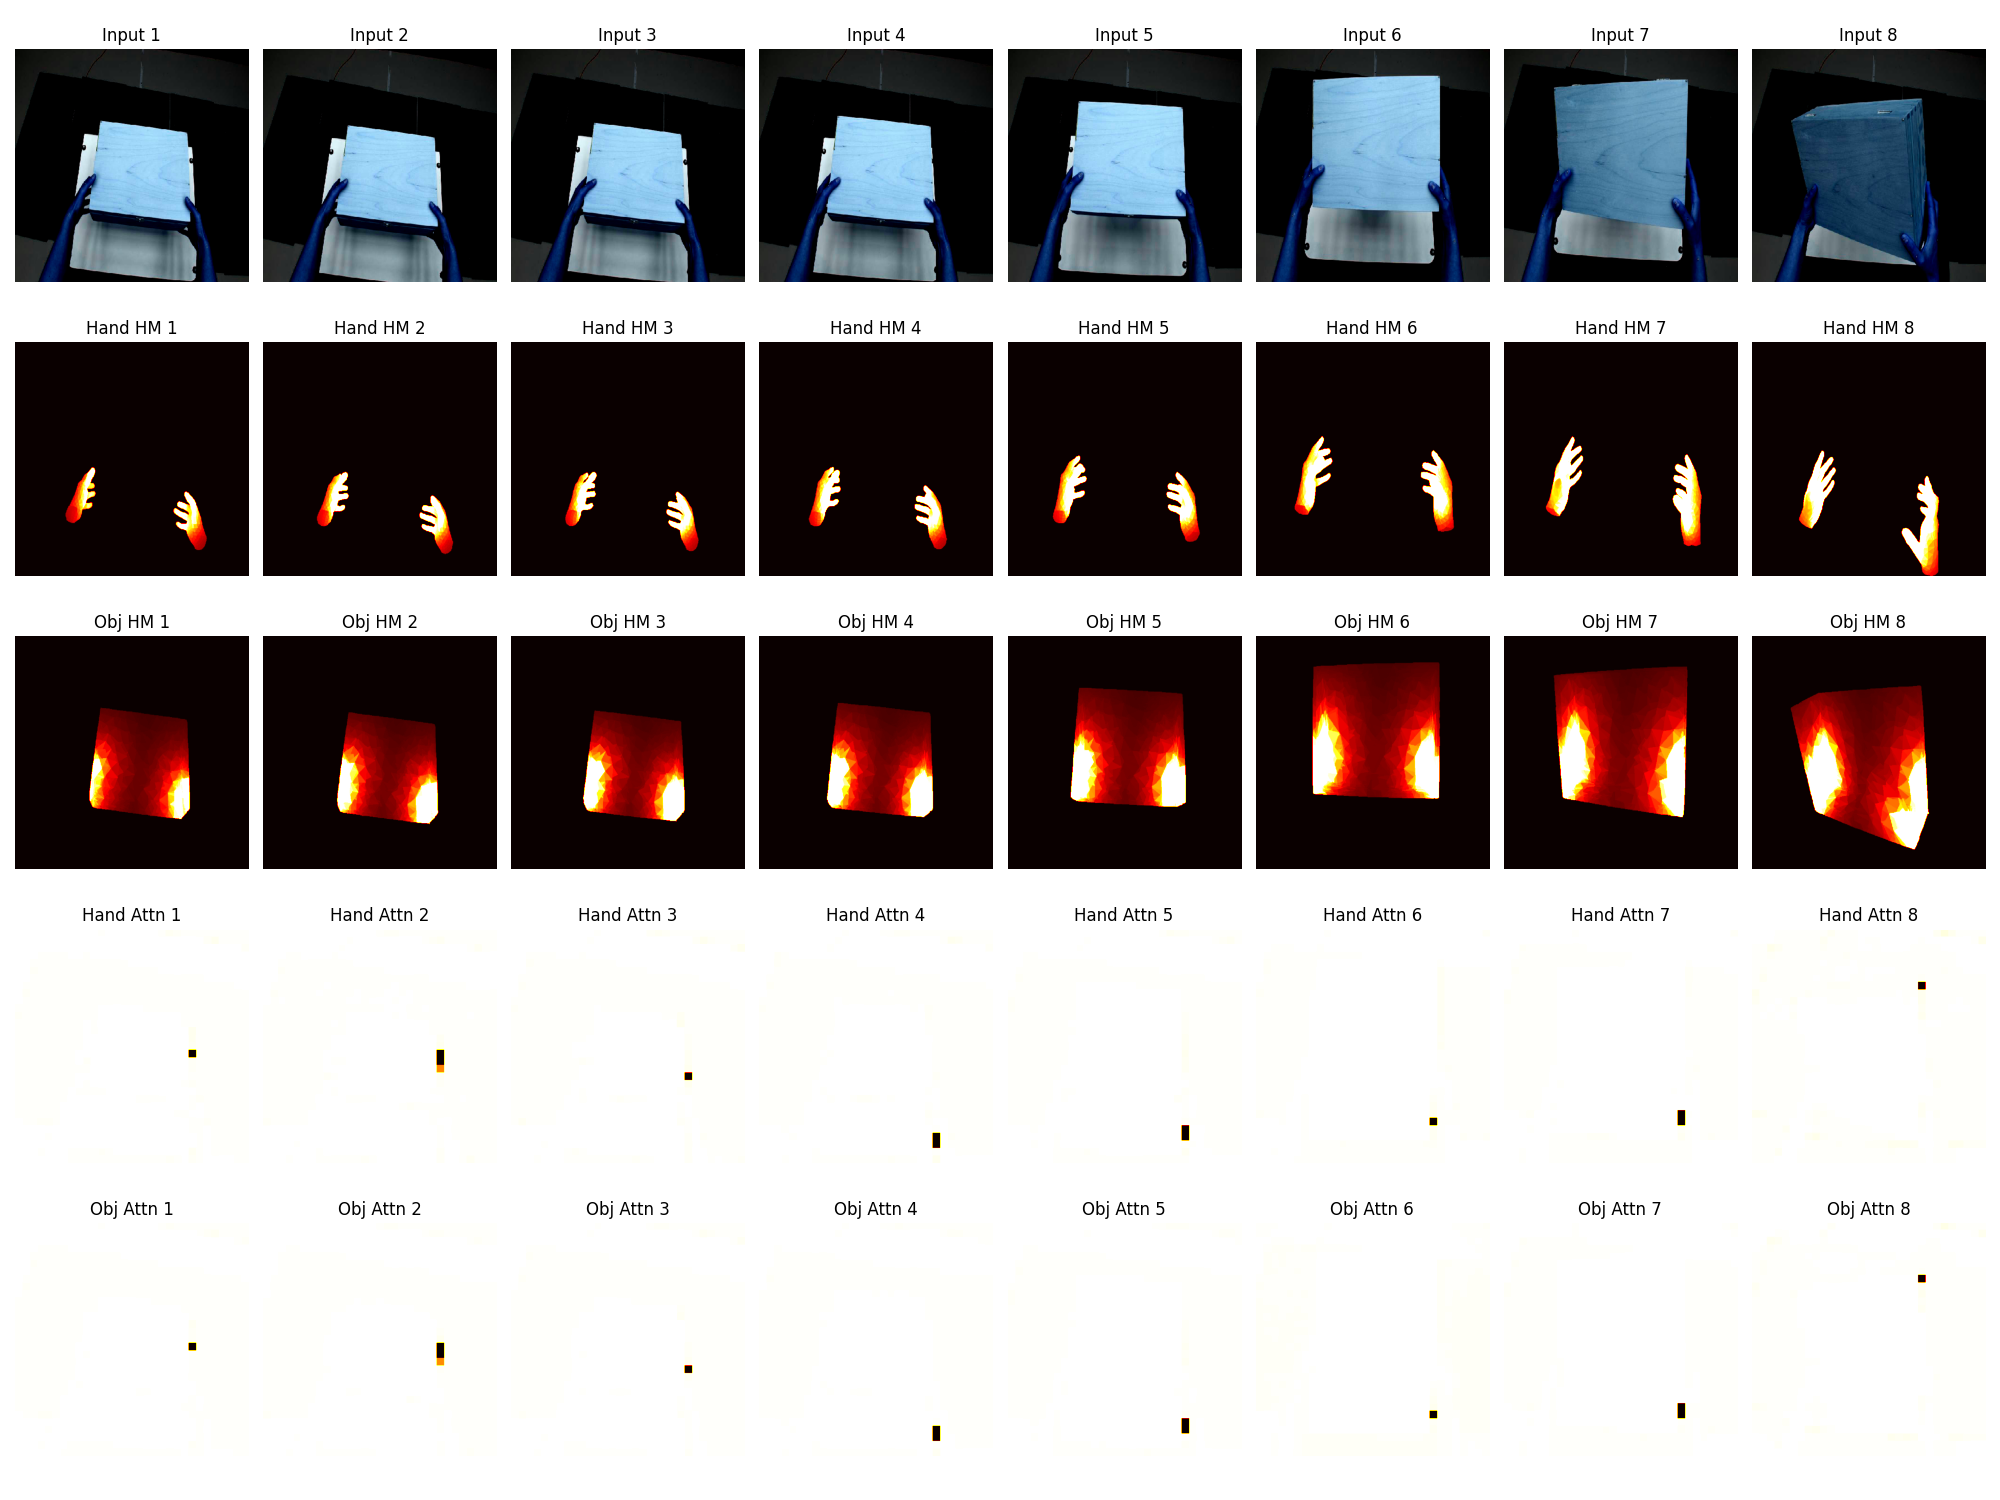 Input 1 Input 2 Input 3 Input 4 Input 5 Input 6 Input 7 Input 8
Hand HM 1 Hand HM 2 Hand HM 3 Hand HM 4 Hand HM 5 Hand HM 6 Hand HM 7 Hand HM 8
Obj HM 1 Obj HM 2 Obj HM 3 Obj HM 4 Obj HM 5 Obj HM 6 Obj HM 7 Obj HM 8
Hand Attn 1 Hand Attn 2 Hand Attn 3 Hand Attn 4 Hand Attn 5 Hand Attn 6 Hand Attn 7 Hand Attn 8
Obj Attn 1 Obj Attn 2 Obj Attn 3 Obj Attn 4 Obj Attn 5 Obj Attn 6 Obj Attn 7 Obj Attn 8